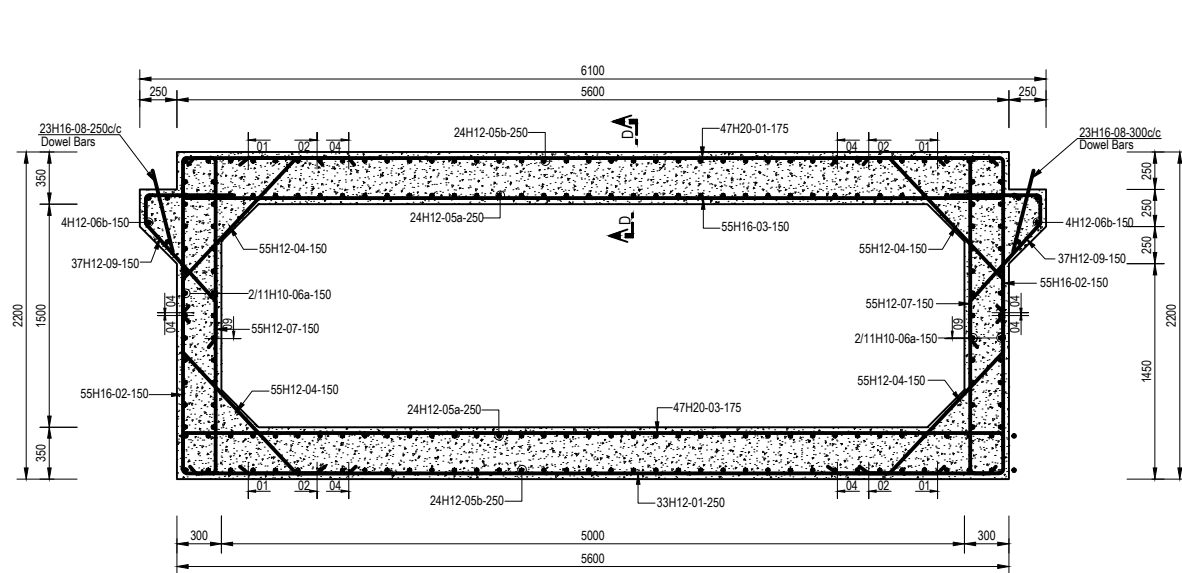 6100
250
5600
250
23H16-08-250c/c
Dowel Bars
24H12-05b-250
D
47H20-01-175
23H16-08-300c/c
Dowel Bars
01
02
04
04
02
01
350
250
4H12-06b-150
24H12-05a-250
D
55H16-03-150
4H12-06b-150
250
55H12-04-150
55H12-04-150
250
37H12-09-150
37H12-09-150
55H16-02-150
2/11H10-06a-150
04
55H12-07-150
04
2200
1500
04
55H12-07-150
09
09
2/11H10-06a-150
04
2200
1450
55H16-02-150
55H12-04-150
55H12-04-150
24H12-05a-250
47H20-03-175
350
01
02
04
04
02
01
24H12-05b-250
33H12-01-250
300
5000
300
5600